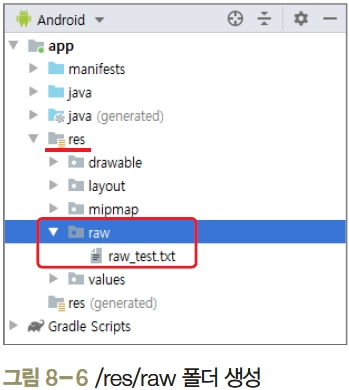 Android
app
manifests
java
java (generated)
res
drawable
layout
mipmap
raw
raw_test.txt
values
res (generated)
Gradle Scripts
그림 8-6 /res/raw 폴더 생성